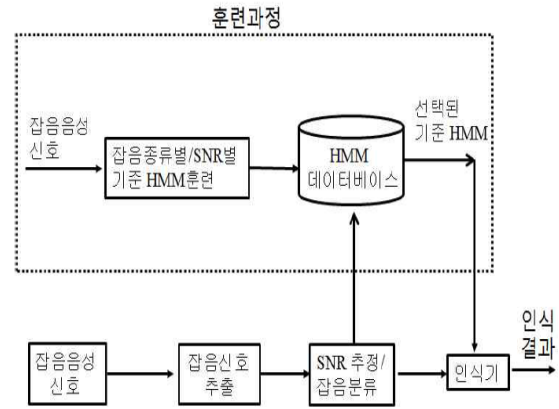 훈련과정
잡음음성
신호
잡음종류별/SNR별
기준 HMM훈련
HMM
데이터베이스
선택된
기준 HMM
잡음음성
신호
잡음신호
추출
SNR 추정/
잡음분류
인식기
인식
결과